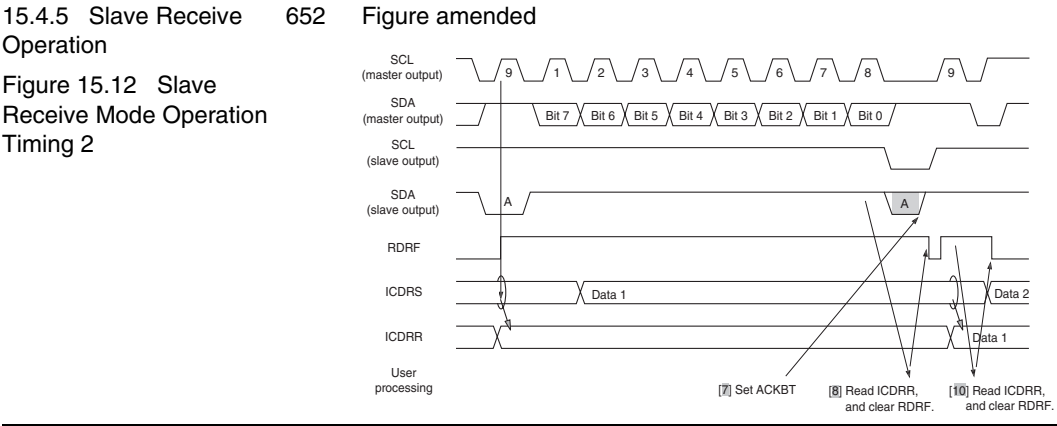 15.4.5 Slave Receive Operation
652
Figure amended
Figure 15.12 Slave Receive Mode Operation Timing 2
SCL
(master output)
9 1 2 3 4 5 6 7 8 9
SDA
(master output)
Bit 7 Bit 6 Bit 5 Bit 4 Bit 3 Bit 2 Bit 1 Bit 0
SCL
(slave output)
SDA
(slave output)
A A
RDRF
ICDRS
Data 1 Data 2
ICDRR
Data 1
User
processing
[7] Set ACKBT
[8] Read ICDRR,
and clear RDRF.
[10] Read ICDRR,
and clear RDRF.